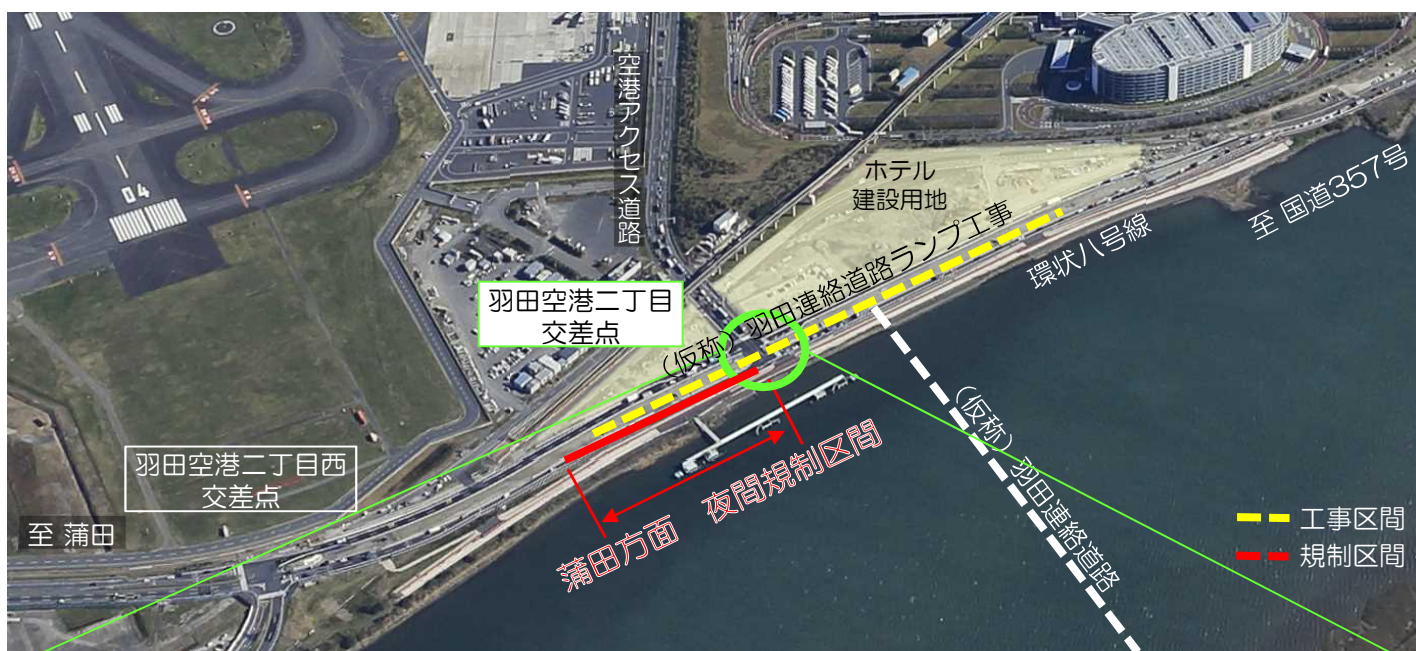 空港アクセス道路
ホテル
建設用地
至 国道357号
環状八号線
(仮称) 羽田連絡道路ランプ工事
羽田空港二丁目
交差点
04
(仮称) 羽田連絡道路
夜間規制区間
蒲田方面
羽田空港二丁目西
交差点
至 蒲田
工事区間
規制区間